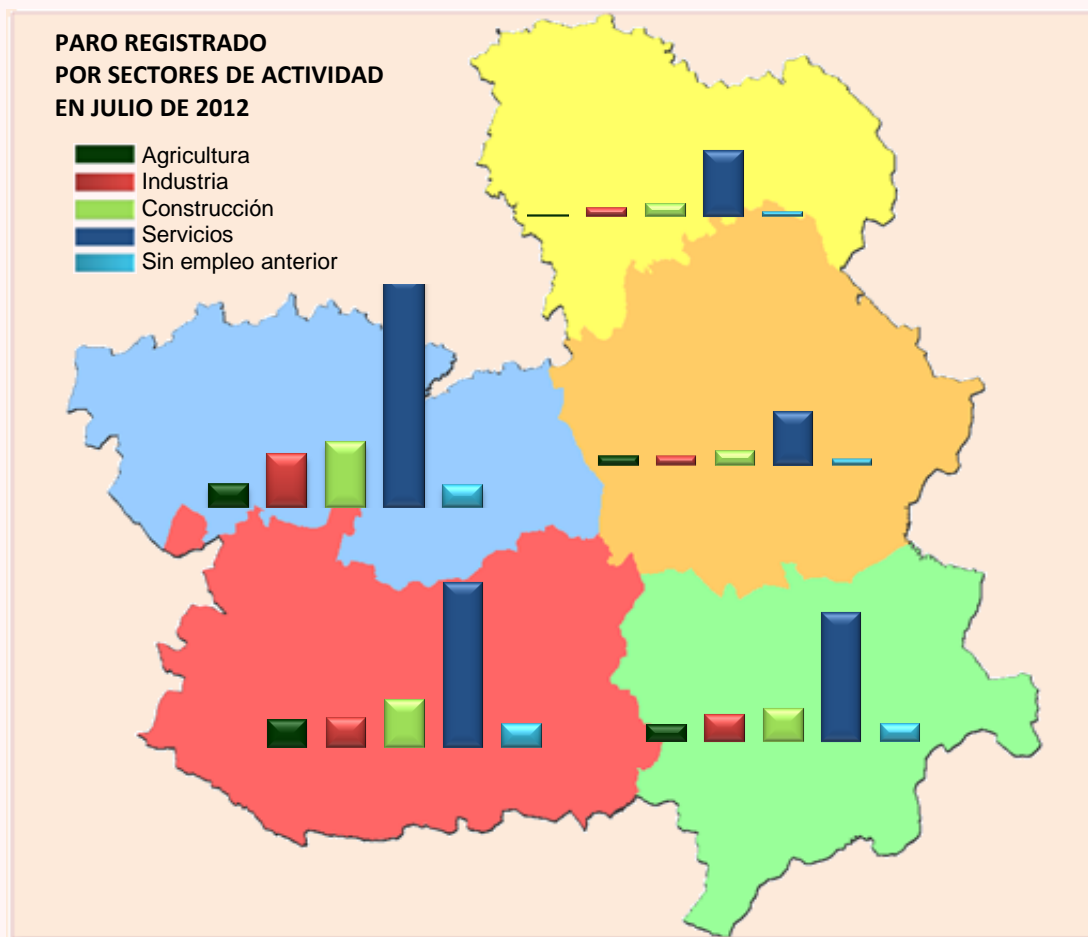 PARO REGISTRADO
POR SECTORES DE ACTIVIDAD
EN JULIO DE 2012
Agricultura
Industria
Construcción
Servicios
Sin empleo anterior